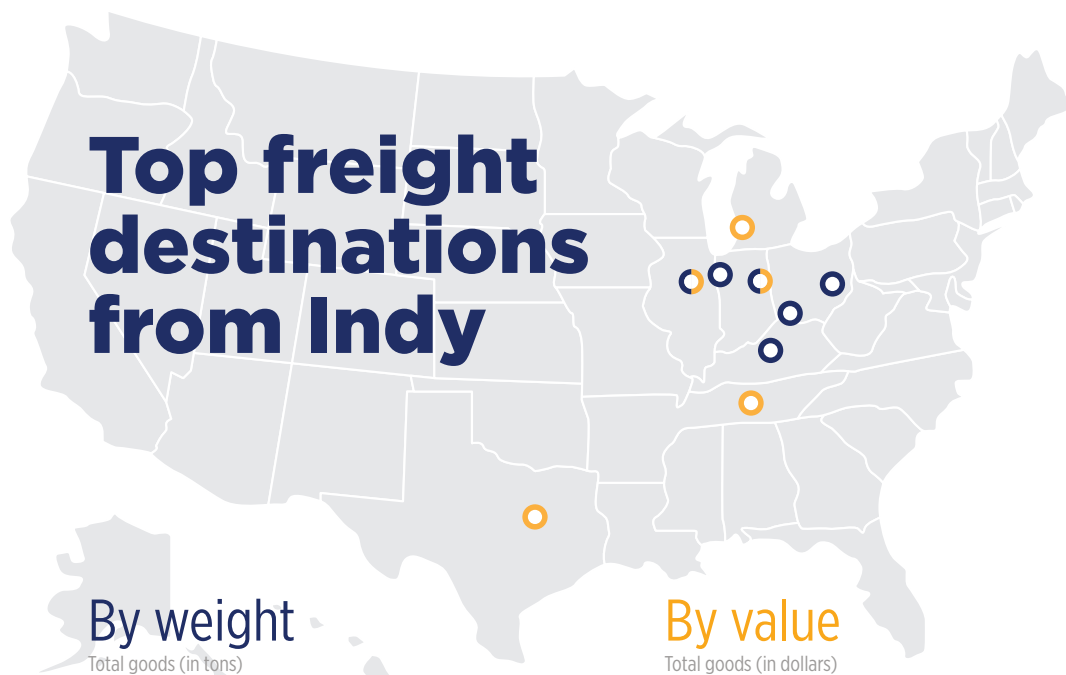 Top freight
destinations
from Indy
By weight
Total goods (in tons)
By value
Total goods (in dollars)